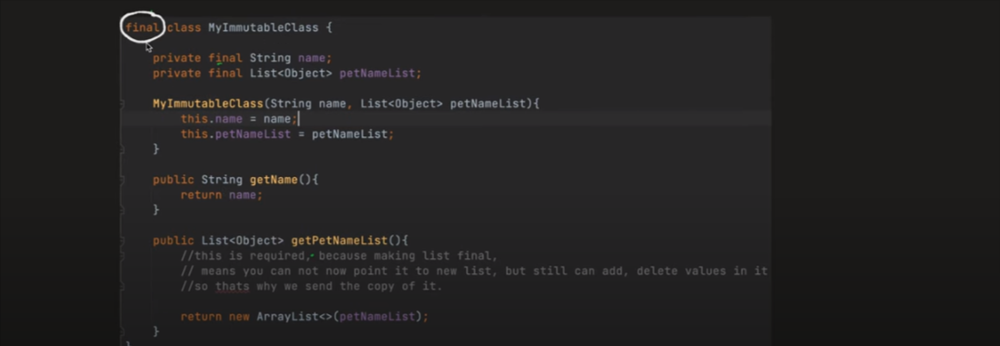 final class MyImmutableClass {
private final String name;
private final List<Object> petNameList;
MyImmutableClass(String name, List<Object> petNameList){
this.name = name;
this.petNameList = petNameList;
}
public String getName(){
return name;
}
public List<Object> getPetNameList(){
//this is required, because making list final,
// means you can not now point it to new list, but still can add, delete values in it
//so thats why we send the copy of it.
return new ArrayList<>(petNameList);
}
}